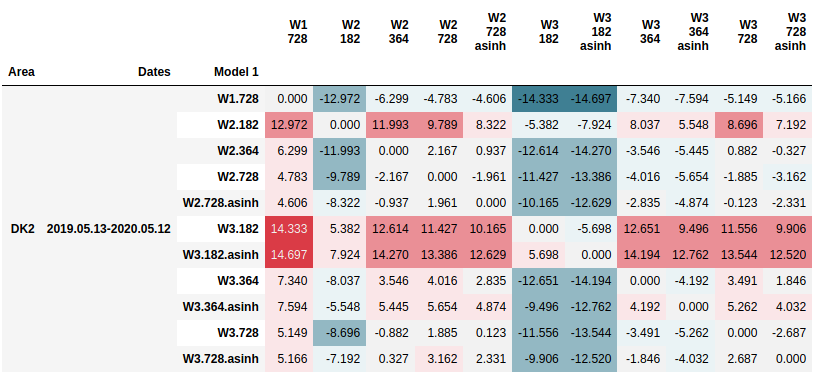 W1 728 W2 182 W2 364 W2 728 W2 728 asinh W3 182 W3 182 asinh W3 364 W3 364 asinh W3 728 W3 728 asinh
Area Dates Model 1
W1.728 0.000 -12.972 -6.299 -4.783 -4.606 -14.333 -14.697 -7.340 -7.594 -5.149 -5.166
W2.182 12.972 0.000 11.993 9.789 8.322 -5.382 -7.924 8.037 5.548 8.696 7.192
W2.364 6.299 -11.993 0.000 2.167 0.937 -12.614 -14.270 -3.546 -5.445 0.882 -0.327
W2.728 4.783 -9.789 -2.167 0.000 -1.961 -11.427 -13.386 -4.016 -5.654 -1.885 -3.162
W2.728.asinh 4.606 -8.322 -0.937 1.961 0.000 -10.165 -12.629 -2.835 -4.874 -0.123 -2.331
DK2 2019.05.13-2020.05.12 W3.182 14.333 5.382 12.614 11.427 10.165 0.000 -5.698 12.651 9.496 11.556 9.906
W3.182.asinh 14.697 7.924 14.270 13.386 12.629 5.698 0.000 14.194 12.762 13.544 12.520
W3.364 7.340 -8.037 3.546 4.016 2.835 -12.651 -14.194 0.000 -4.192 3.491 1.846
W3.364.asinh 7.594 -5.548 5.445 5.654 4.874 -9.496 -12.762 4.192 0.000 5.262 4.032
W3.728 5.149 -8.696 -0.882 1.885 0.123 -11.556 -13.544 -3.491 -5.262 0.000 -2.687
W3.728.asinh 5.166 -7.192 0.327 3.162 2.331 -9.906 -12.520 -1.846 -4.032 2.687 0.000